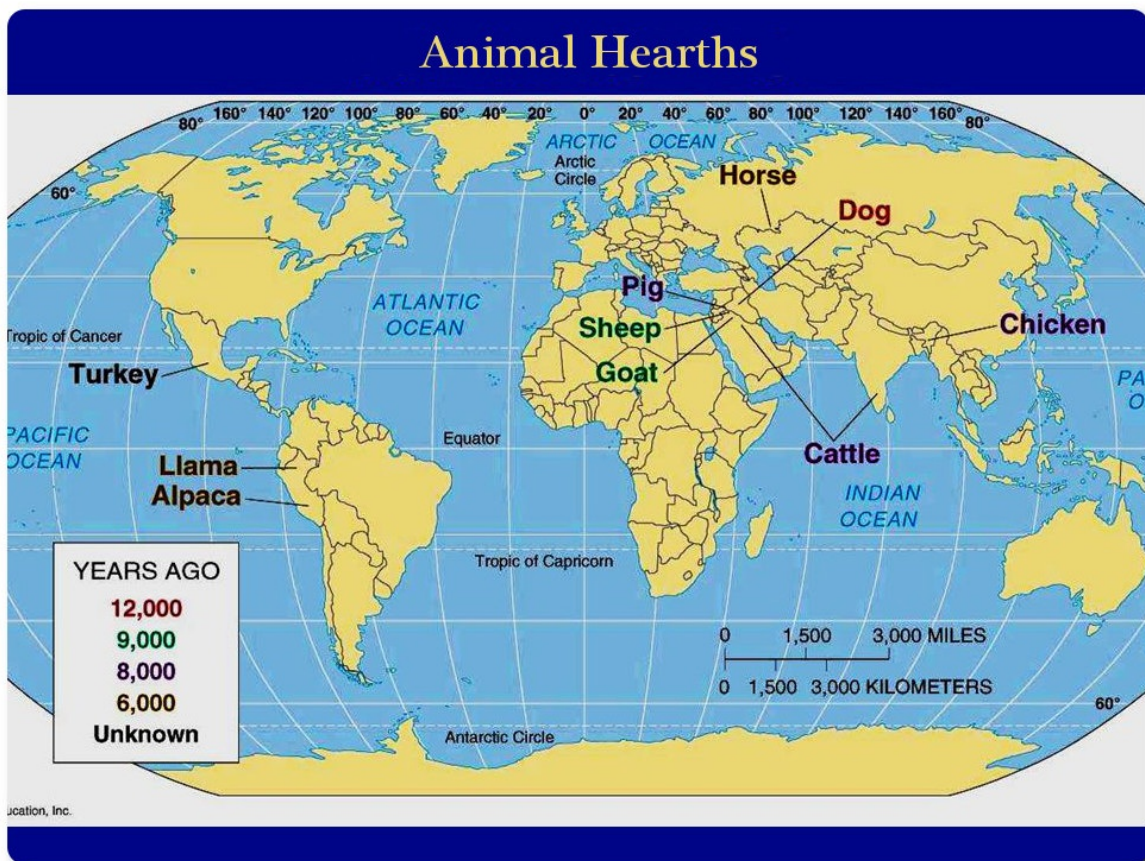 Animal Hearths
160° 140° 120° 100° 80° 60° 40° 20° 0° 20° 40° 60° 80° 100° 120° 140° 160°
80° 80°
ARCTIC OCEAN
Arctic
Circle
60°
Horse
Dog
Pig
ATLANTIC
OCEAN
Sheep
Chicken
Tropic of Cancer
Goat
Turkey
PA
O
PACIFIC
OCEAN
Equator
Cattle
Llama
Alpaca
INDIAN
OCEAN
Tropic of Capricorn
YEARS AGO
12,000
9,000
8,000
6,000
Unknown
0 1,500 3,000 MILES
0 1,500 3,000 KILOMETERS
60°
Antarctic Circle
ucation, Inc.